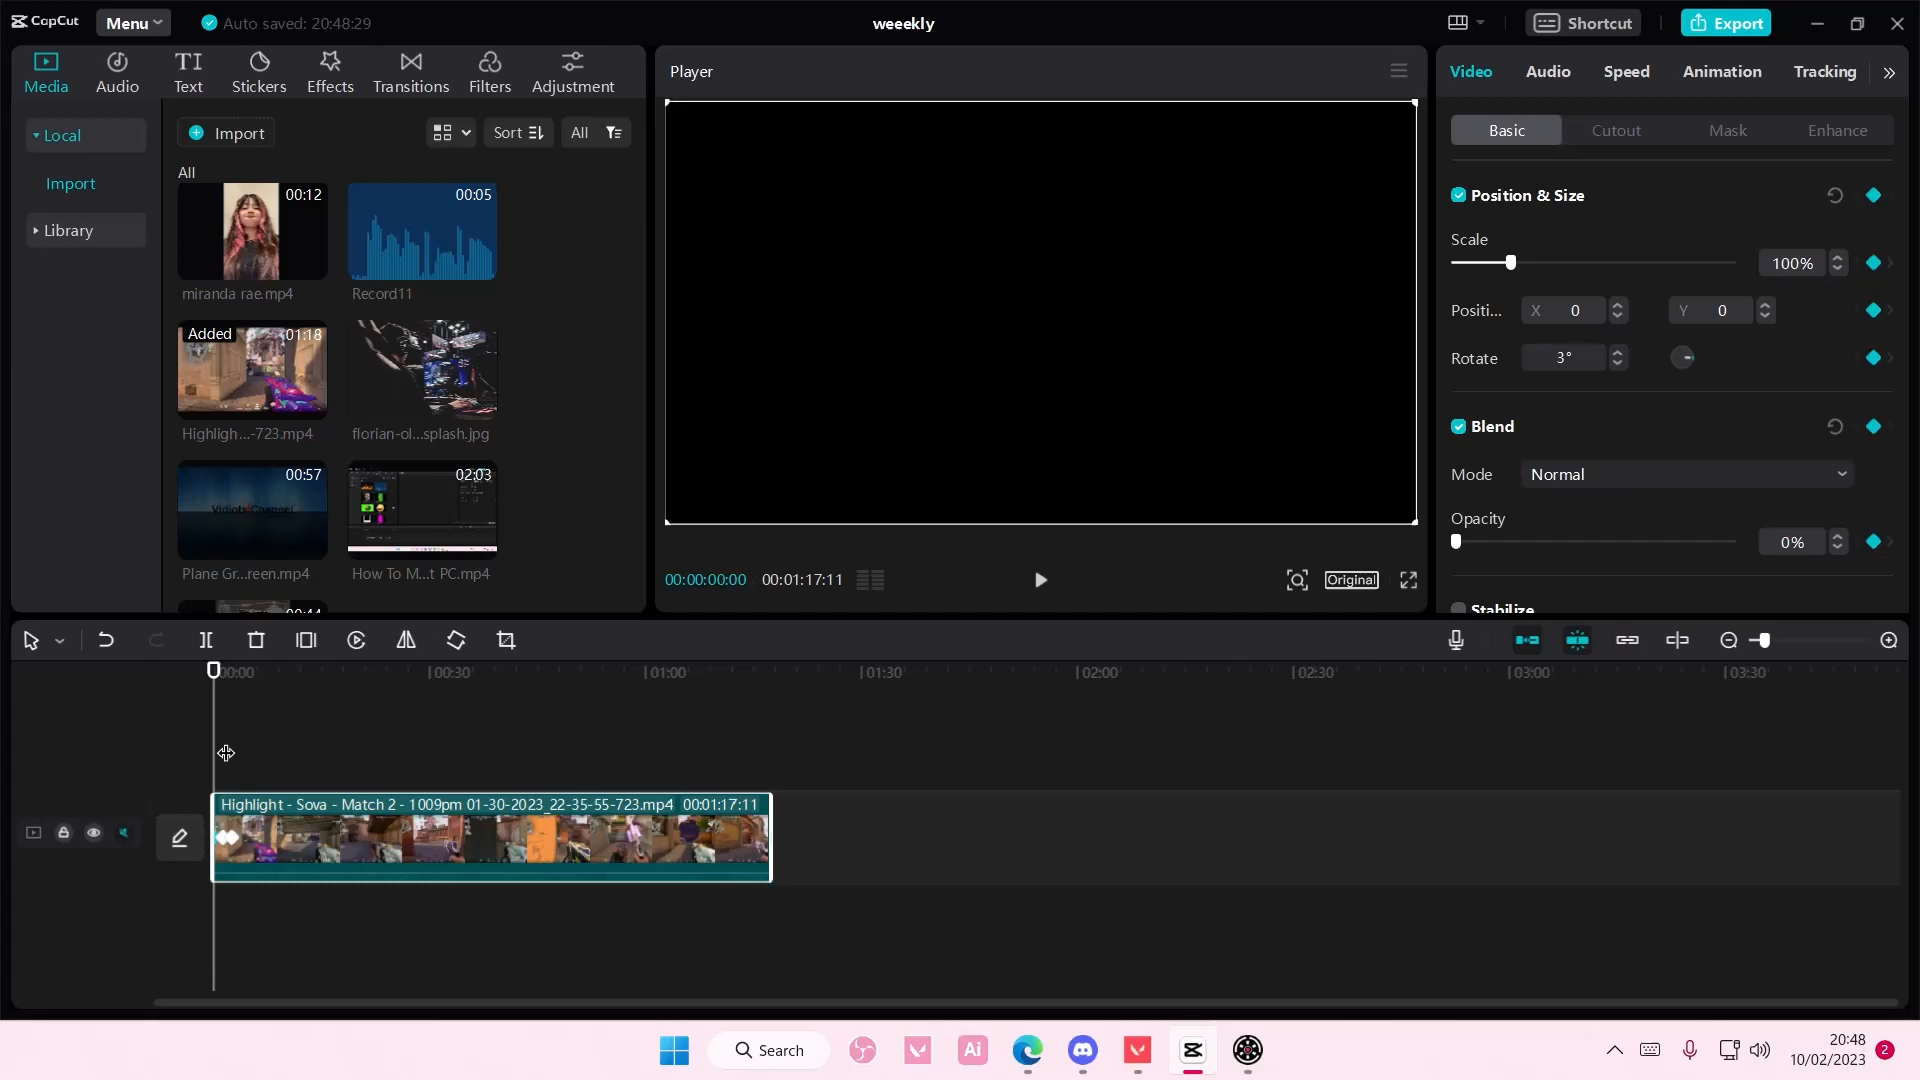 CapCut
Menu
Auto saved: 20:48:29
weeekly
Shortcut
Export
Media
Audio
Text
Stickers
Effects
Transitions
Filters
Adjustment
Local
Import
Library
Import
Sort
All
All
00:12
miranda rae.mp4
00:05
Record11
Added
01:18
Highligh...-723.mp4
florian-ol...splash.jpg
00:57
Vidiots Channel
Plane Gr...reen.mp4
02:03
How To M...t PC.mp4
00:44
Player
00:00:00:00
00:01:17:11
Original
Video
Audio
Speed
Animation
Tracking
Basic
Cutout
Mask
Enhance
Position & Size
Scale
100%
Positi...
X 0
Y 0
Rotate
3°
Blend
Mode
Normal
Opacity
0%
Stabilize
00:00
00:30
01:00
01:30
02:00
02:30
03:00
03:30
Highlight - Sova - Match 2 - 1009pm 01-30-2023_22-35-55-723.mp4 00:01:17:11
Search
Ai
20:48
10/02/2023
2